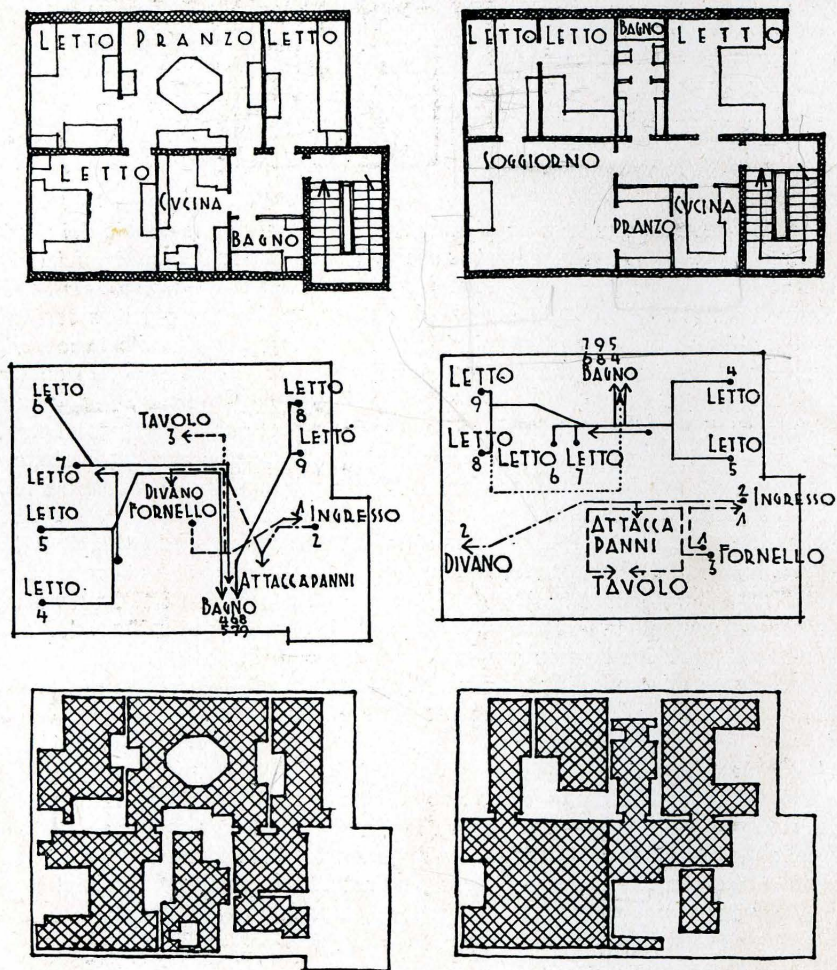 LETTO PRANZO LETTO
LETTO
CUCINA
BAGNO
LETTO LETTO BAGNO LETTO
SOGGIORNO
PRANZO
CUCINA
LETTO
6
TAVOLO
3
LETTO
8
LETTO
9
7
LETTO
DIVANO
FORNELLO
1
INGRESSO
2
LETTO
5
LETTO
4
ATTACCAPANNI
BAGNO
468
579
795
684
BAGNO
LETTO
9
4
LETTO
LETTO
8
LETTO
6
LETTO
7
LETTO
5
2
INGRESSO
1
2
DIVANO
ATTACCA
PANNI
1
FORNELLO
3
TAVOLO